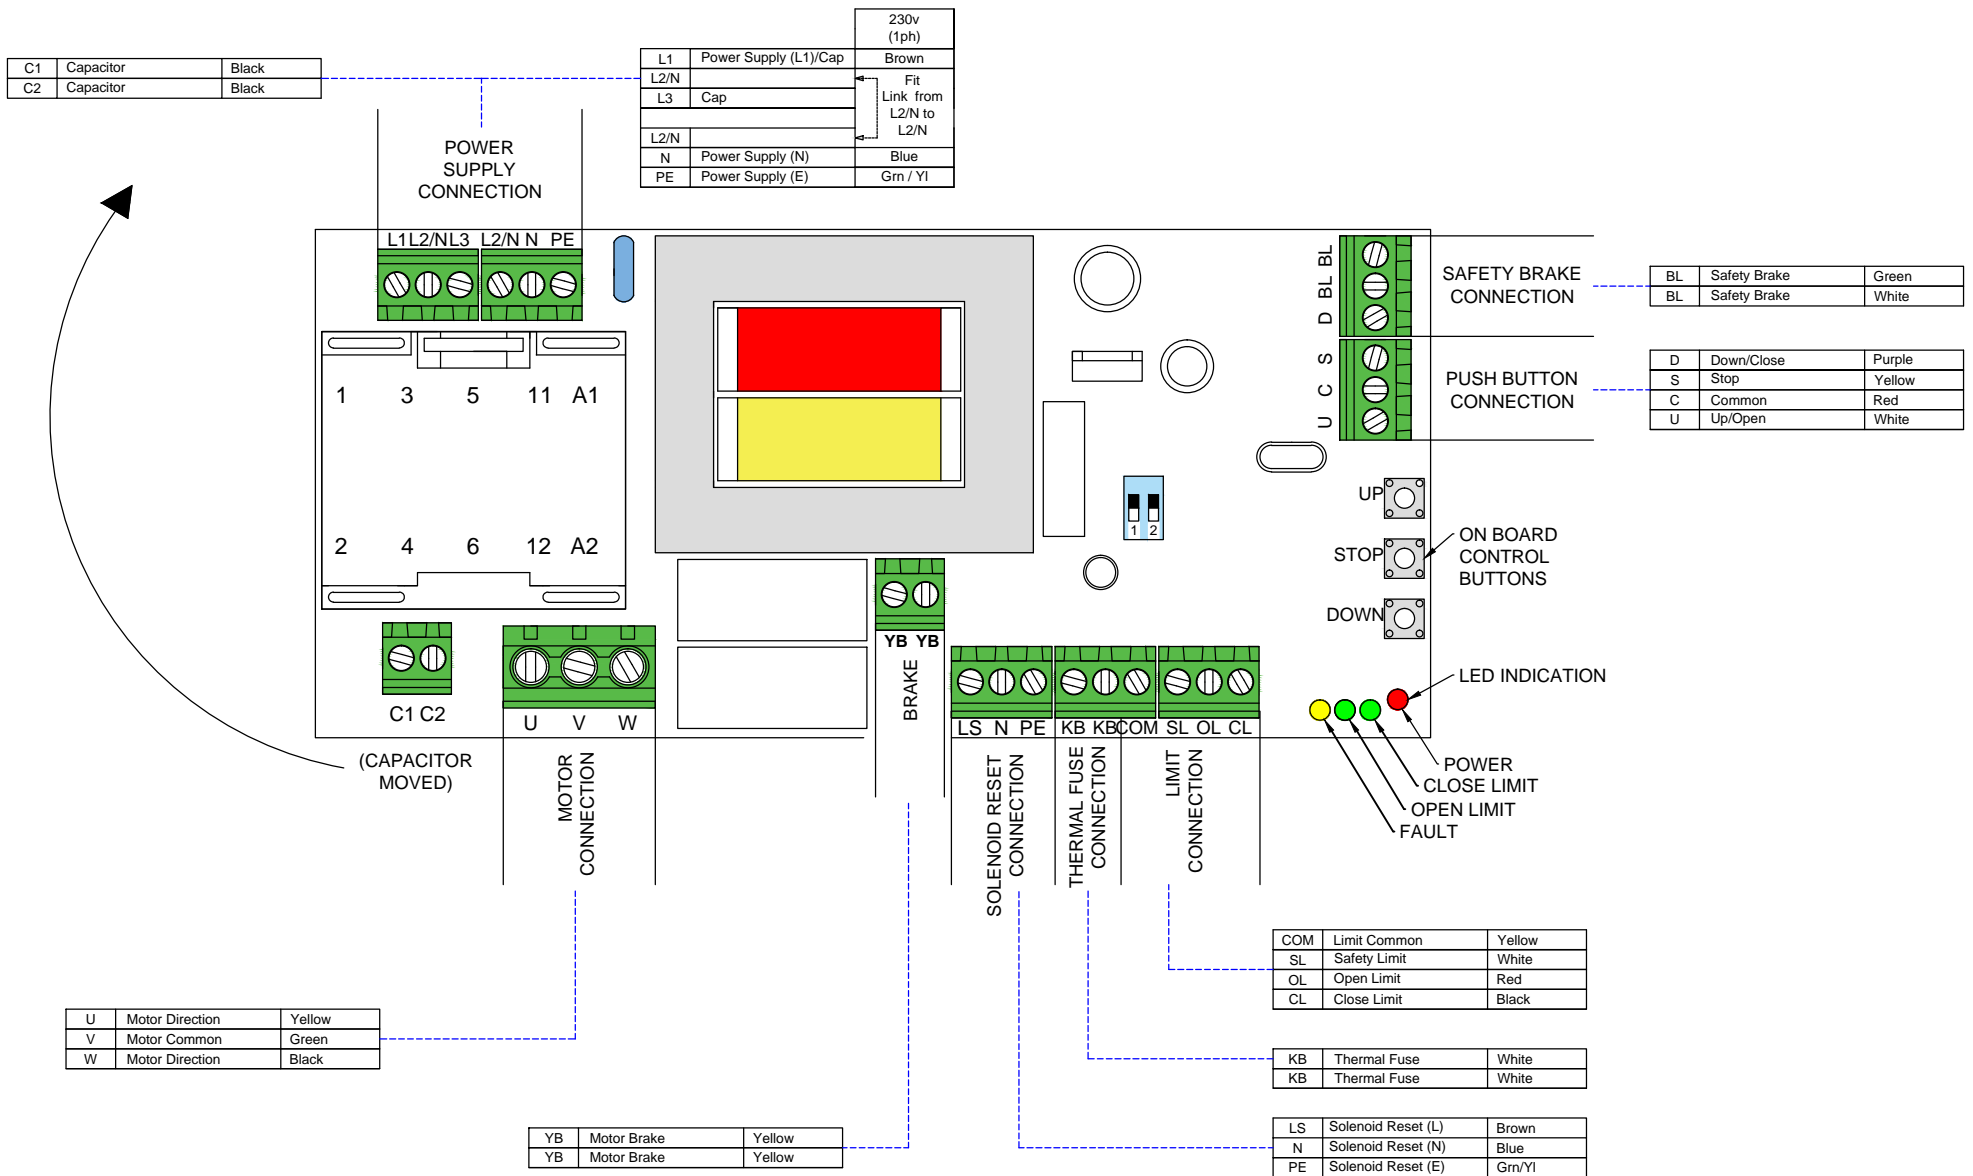 230v
(1ph)
C1 Capacitor Black
C2 Capacitor Black
L1 Power Supply (L1)/Cap Brown
L2/N
L3 Cap
L2/N
Fit
Link from
L2/N to
L2/N
N Power Supply (N) Blue
PE Power Supply (E) Grn / Yl
POWER
SUPPLY
CONNECTION
L1 L2/N L3 L2/N N PE
BL
BL
D
SAFETY BRAKE
CONNECTION
BL Safety Brake Green
BL Safety Brake White
S
C
U
PUSH BUTTON
CONNECTION
D Down/Close Purple
S Stop Yellow
C Common Red
U Up/Open White
1 3 5 11 A1
2 4 6 12 A2
1 2
UP
STOP
DOWN
ON BOARD
CONTROL
BUTTONS
YB YB
BRAKE
C1 C2
U V W
LS N PE KB KB COM SL OL CL
LED INDICATION
POWER
CLOSE LIMIT
OPEN LIMIT
FAULT
(CAPACITOR
MOVED)
MOTOR
CONNECTION
SOLENOID RESET
CONNECTION
THERMAL FUSE
CONNECTION
LIMIT
CONNECTION
COM Limit Common Yellow
SL Safety Limit White
OL Open Limit Red
CL Close Limit Black
U Motor Direction Yellow
V Motor Common Green
W Motor Direction Black
KB Thermal Fuse White
KB Thermal Fuse White
YB Motor Brake Yellow
YB Motor Brake Yellow
LS Solenoid Reset (L) Brown
N Solenoid Reset (N) Blue
PE Solenoid Reset (E) Grn/Yl